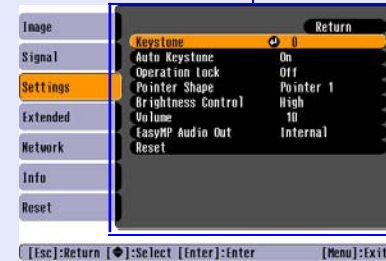 Image
Signal
Settings
Extended
Network
Info
Reset
Return
Keystone 0
Auto Keystone On
Operation Lock Off
Pointer Shape Pointer 1
Brightness Control High
Volume 10
EasyMP Audio Out Internal
Reset
[Esc]:Return [◆]:Select [Enter]:Enter [Menu]:Exit